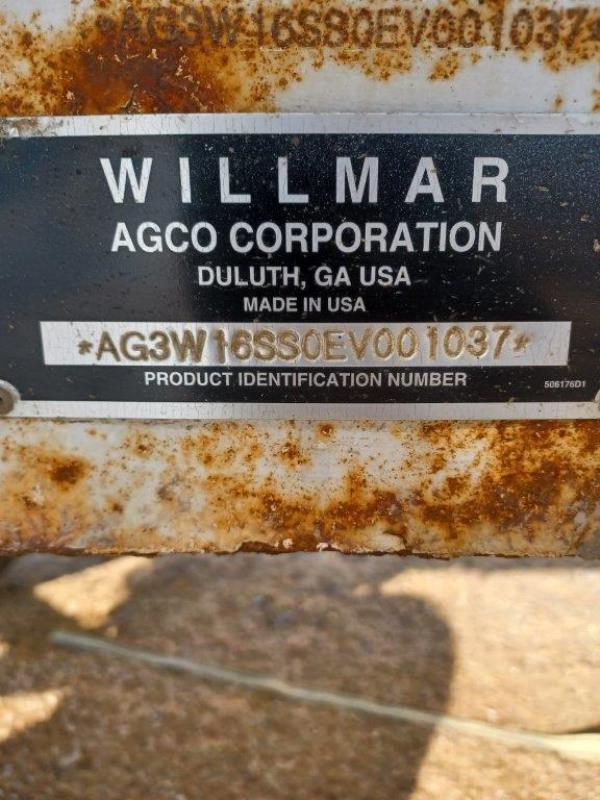 *AG3W16SS0EV001037*
WILLMAR
AGCO CORPORATION
DULUTH, GA USA
MADE IN USA
*AG3W16SS0EV001037*
PRODUCT IDENTIFICATION NUMBER
506176D1